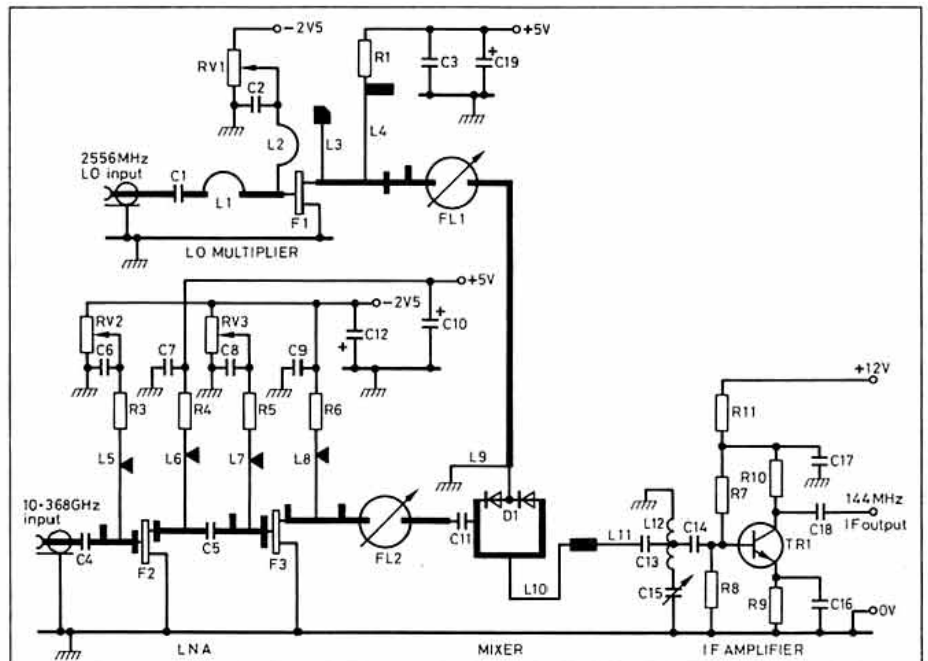 −2V5
+5V
RV1
C2
R1
C3
C19
L2
L3
L4
2556MHz
LO input
C1
L1
F1
FL1
LO MULTIPLIER
+5V
−2V5
RV2
RV3
C12
C10
C6
C7
C8
C9
R3
R4
R5
R6
+12V
R11
L5
L6
L7
L8
L9
R7
R10
C17
D1
10·368GHz
input
C4
F2
C5
F3
FL2
C11
L10
L11
L12
C13
C14
C15
R8
TR1
C18
144MHz
IF output
R9
C16
0V
LNA
MIXER
IF AMPLIFIER